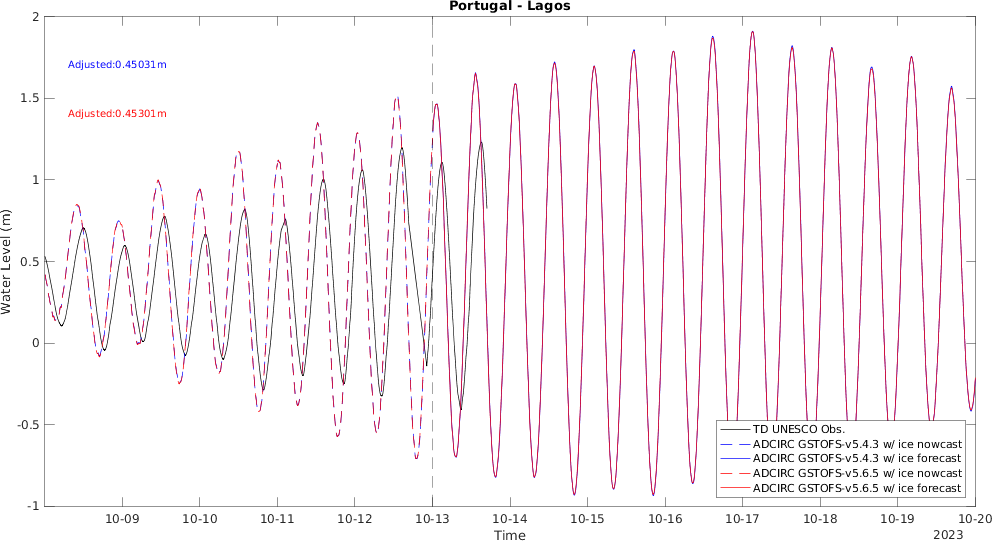 Portugal - Lagos
Adjusted:0.45031m
Adjusted:0.45301m
Water Level (m)
2
1.5
1
0.5
0
-0.5
-1
TD UNESCO Obs.
ADCIRC GSTOFS-v5.4.3 w/ ice nowcast
ADCIRC GSTOFS-v5.4.3 w/ ice forecast
ADCIRC GSTOFS-v5.6.5 w/ ice nowcast
ADCIRC GSTOFS-v5.6.5 w/ ice forecast
10-09 10-10 10-11 10-12 10-13 10-14 10-15 10-16 10-17 10-18 10-19 10-20
Time
2023